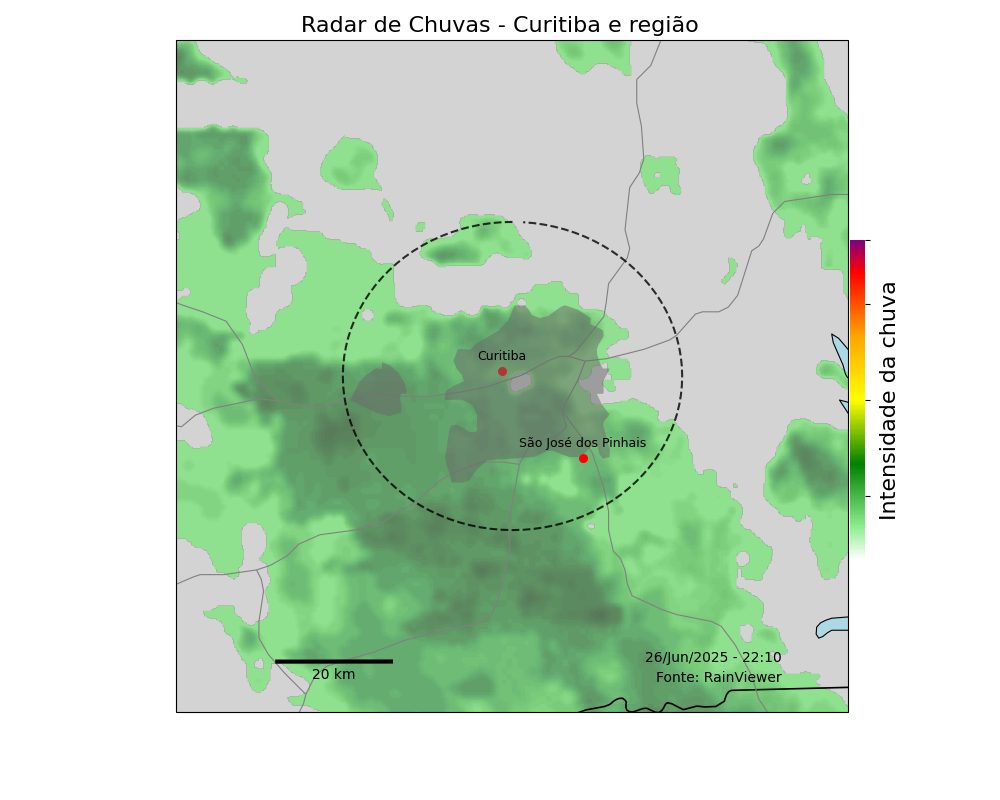 Radar de Chuvas - Curitiba e região
Curitiba
São José dos Pinhais
Intensidade da chuva
26/Jun/2025 - 22:10
Fonte: RainViewer
20 km